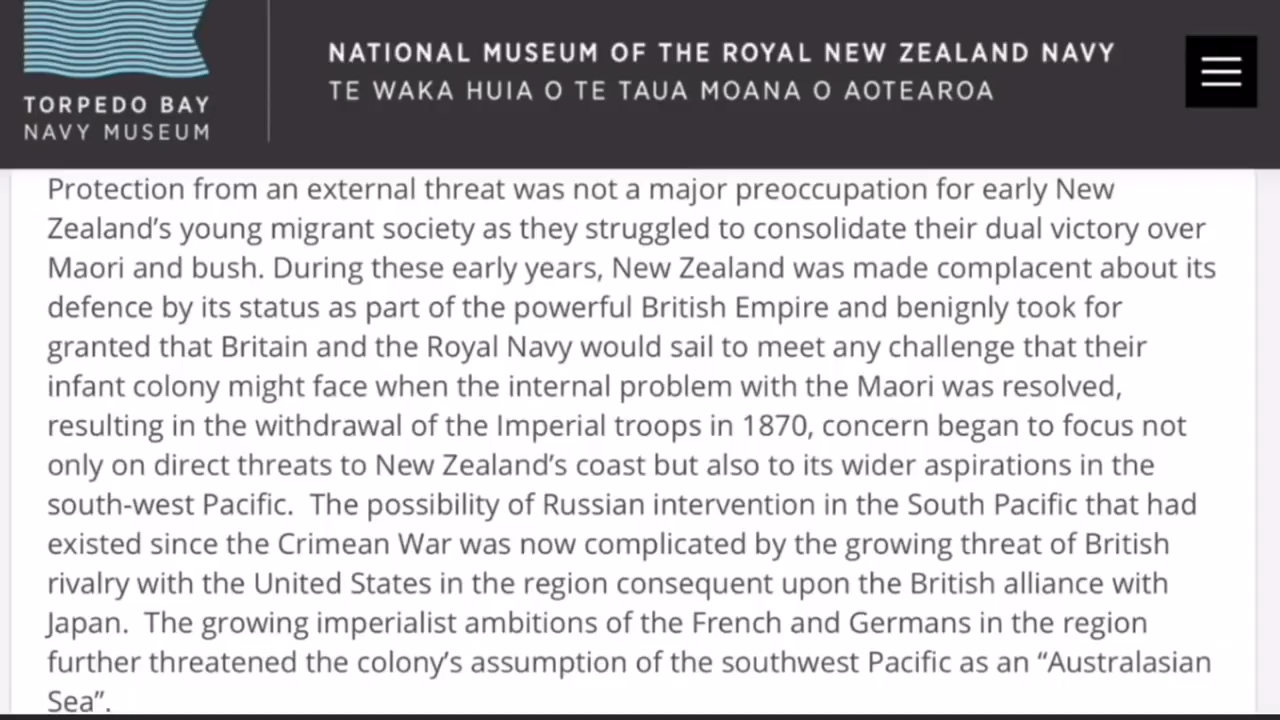 TORPEDO BAY
NAVY MUSEUM
NATIONAL MUSEUM OF THE ROYAL NEW ZEALAND NAVY
TE WAKA HUIA O TE TAUA MOANA O AOTEAROA
Protection from an external threat was not a major preoccupation for early New
Zealand’s young migrant society as they struggled to consolidate their dual victory over
Maori and bush. During these early years, New Zealand was made complacent about its
defence by its status as part of the powerful British Empire and benignly took for
granted that Britain and the Royal Navy would sail to meet any challenge that their
infant colony might face when the internal problem with the Maori was resolved,
resulting in the withdrawal of the Imperial troops in 1870, concern began to focus not
only on direct threats to New Zealand’s coast but also to its wider aspirations in the
south-west Pacific.  The possibility of Russian intervention in the South Pacific that had
existed since the Crimean War was now complicated by the growing threat of British
rivalry with the United States in the region consequent upon the British alliance with
Japan.  The growing imperialist ambitions of the French and Germans in the region
further threatened the colony’s assumption of the southwest Pacific as an “Australasian
Sea”.